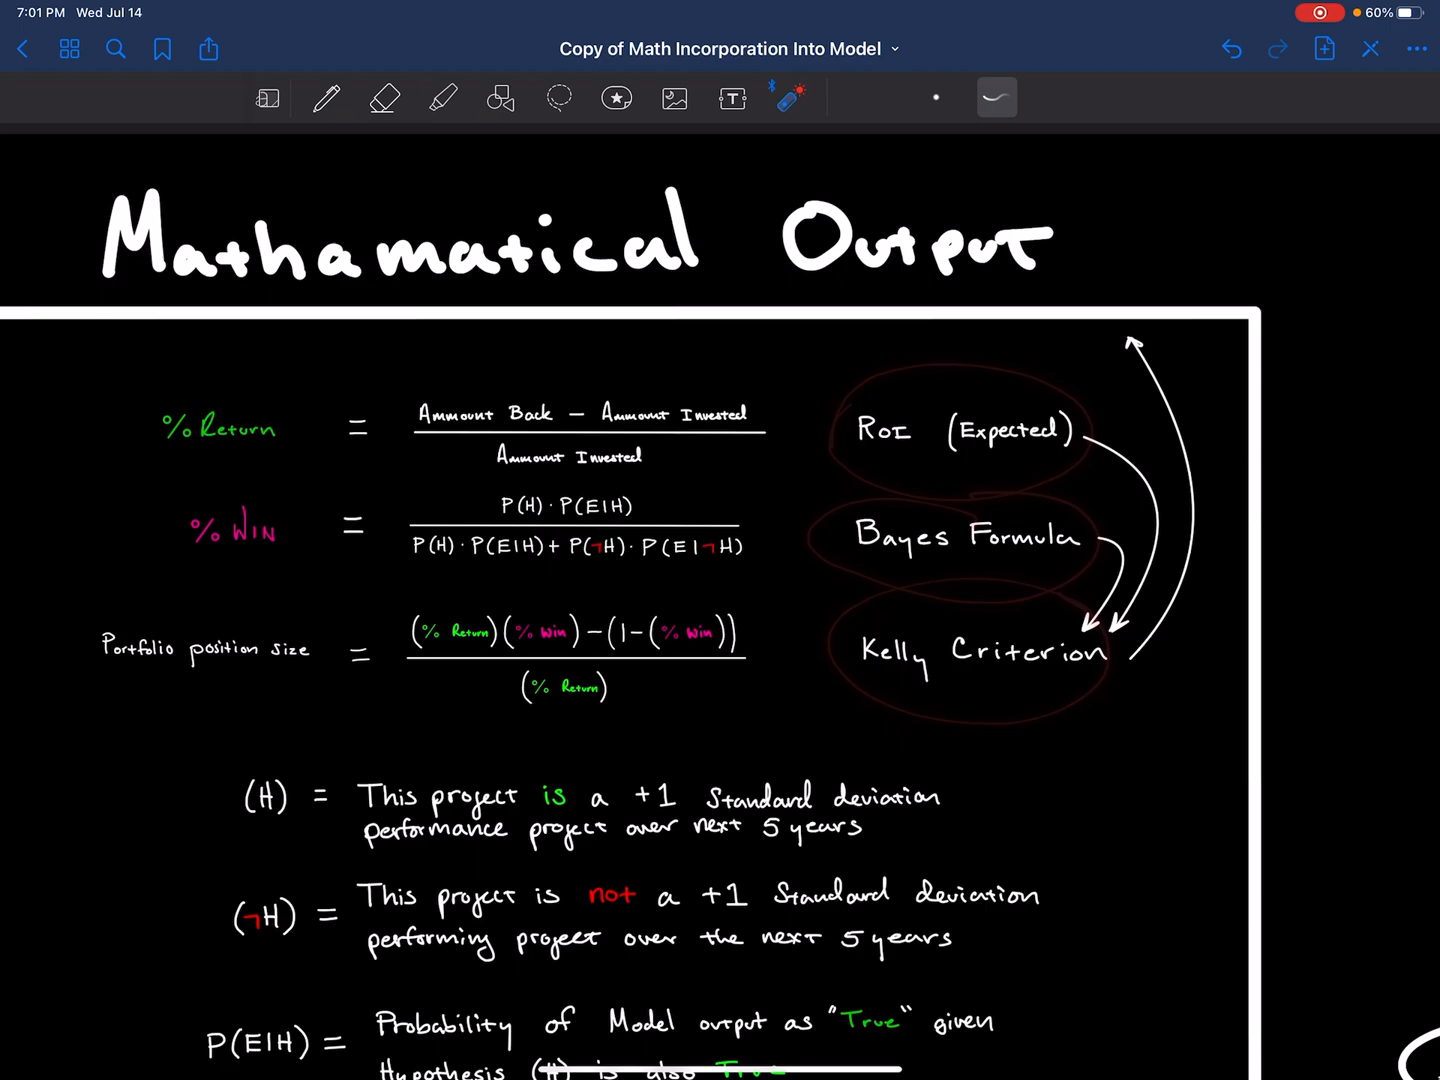 7:01 PM Wed Jul 14
60%
Copy of Math Incorporation Into Model
T
Mathamatical Output
% Return = Ammount Back - Ammount Invested
Ammount Invested
ROI (Expected)
% WIN = P(H) · P(E|H)
P(H) · P(E|H) + P(¬H) · P(E|¬H)
Bayes Formula
Portfolio position size = (% Return)(% Win) - (1-(% Win))
(% Return)
Kelly Criterion
(H) = This project is a +1 Standard deviation
performance project over next 5 years
(¬H) = This project is not a +1 Standard deviation
performing project over the next 5 years
P(E|H) = Probability of Model output as "True" given
Hypothesis (H) is also True